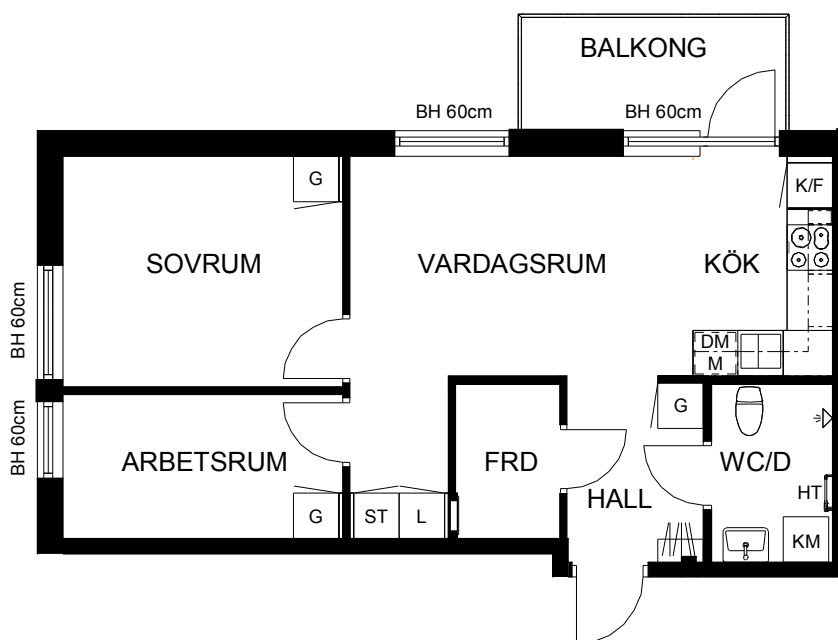 BALKONG
BH 60cm
BH 60cm
G
K/F
SOVRUM
VARDAGSRUM
KÖK
BH 60cm
DM
M
BH 60cm
G
ARBETSRUM
FRD
WC/D
HALL
HT
G
ST
L
KM